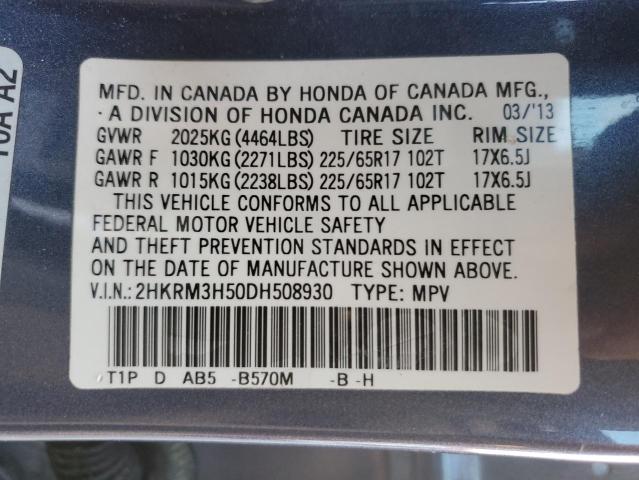 10A A2
MFD. IN CANADA BY HONDA OF CANADA MFG.,
A DIVISION OF HONDA CANADA INC. 03/'13
GVWR 2025KG(4464LBS) TIRE SIZE RIM SIZE
GAWR F 1030KG(2271LBS) 225/65R17 102T 17X6.5J
GAWR R 1015KG(2238LBS) 225/65R17 102T 17X6.5J
THIS VEHICLE CONFORMS TO ALL APPLICABLE
FEDERAL MOTOR VEHICLE SAFETY
AND THEFT PREVENTION STANDARDS IN EFFECT
ON THE DATE OF MANUFACTURE SHOWN ABOVE.
V.I.N.: 2HKRM3H50DH508930 TYPE: MPV
T1P D AB5 -B570M -B -H